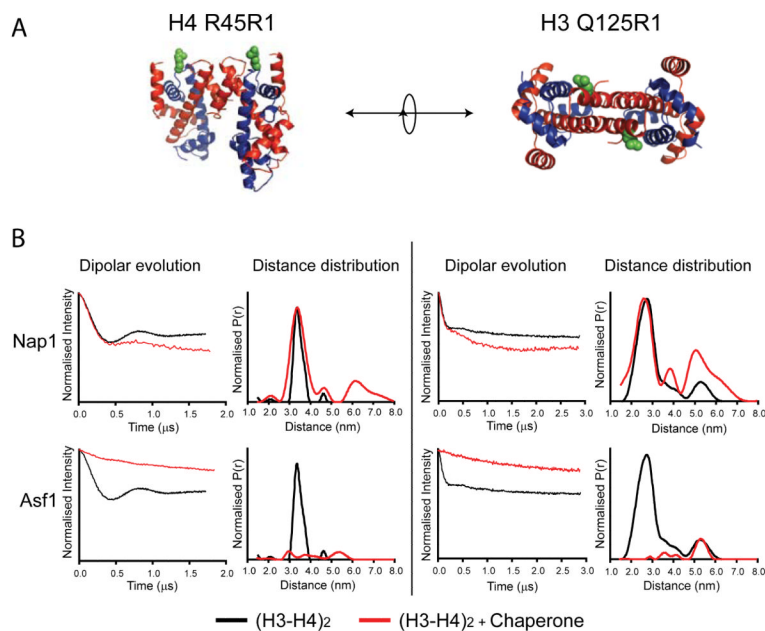 A
H4 R45R1
H3 Q125R1
B
Dipolar evolution
Distance distribution
Dipolar evolution
Distance distribution
Nap1
Normalised Intensity
0 0.5 1.0 1.5 2.0
Time (μs)
Normalised P(r)
1.0 2.0 3.0 4.0 5.0 6.0 7.0 8.0
Distance (nm)
Normalised Intensity
0 0.5 1.0 1.5 2.0 2.5 3.0
Time (μs)
Normalised P(r)
1.0 2.0 3.0 4.0 5.0 6.0 7.0 8.0
Distance (nm)
Asf1
Normalised Intensity
0 0.5 1.0 1.5 2.0
Time (μs)
Normalised P(r)
1.0 2.0 3.0 4.0 5.0 6.0 7.0 8.0
Distance (nm)
Normalised Intensity
0 0.5 1.0 1.5 2.0 2.5 3.0
Time (μs)
Normalised P(r)
1.0 2.0 3.0 4.0 5.0 6.0 7.0 8.0
Distance (nm)
(H3-H4)2
(H3-H4)2 + Chaperone